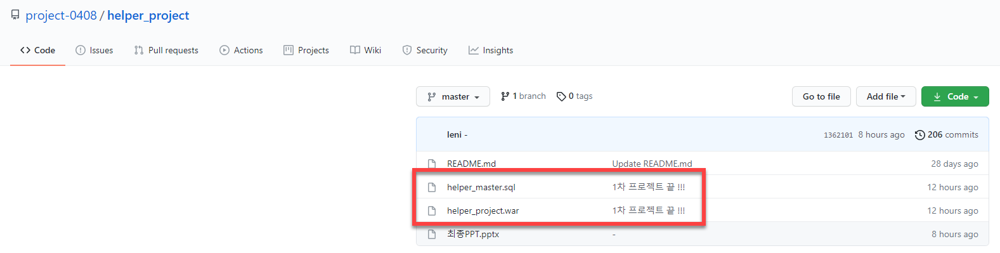 project-0408 / helper_project
Code Issues Pull requests Actions Projects Wiki Security Insights
master 1 branch 0 tags Go to file Add file Code
leni - 1362101 8 hours ago 206 commits
README.md Update README.md 28 days ago
helper_master.sql 1차 프로젝트 끝 !!! 12 hours ago
helper_project.war 1차 프로젝트 끝 !!! 12 hours ago
최종PPT.pptx - 8 hours ago